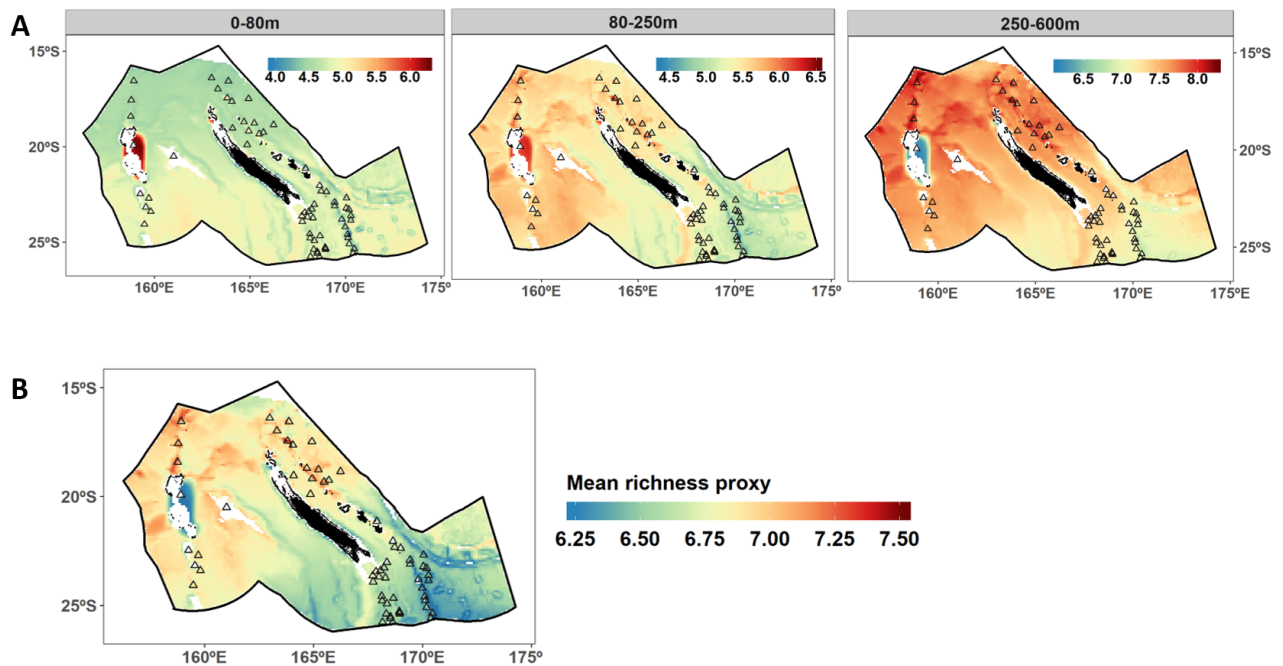 A
0-80m 80-250m 250-600m
4.0 4.5 5.0 5.5 6.0
4.5 5.0 5.5 6.0 6.5
6.5 7.0 7.5 8.0
15ºS
20ºS
25ºS
15ºS
20ºS
25ºS
160ºE 165ºE 170ºE 175º
160ºE 165ºE 170ºE 175º
160ºE 165ºE 170ºE 175ºE
B
15ºS
20ºS
25ºS
160ºE 165ºE 170ºE 175º
Mean richness proxy
6.25 6.50 6.75 7.00 7.25 7.50